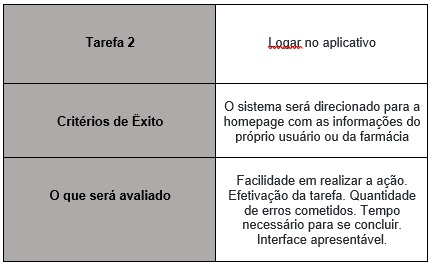 Tarefa 2
Logar no aplicativo
Critérios de Êxito
O sistema será direcionado para a
homepage com as informações do
próprio usuário ou da farmácia
O que será avaliado
Facilidade em realizar a ação.
Efetivação da tarefa. Quantidade
de erros cometidos. Tempo
necessário para se concluir.
Interface apresentável.